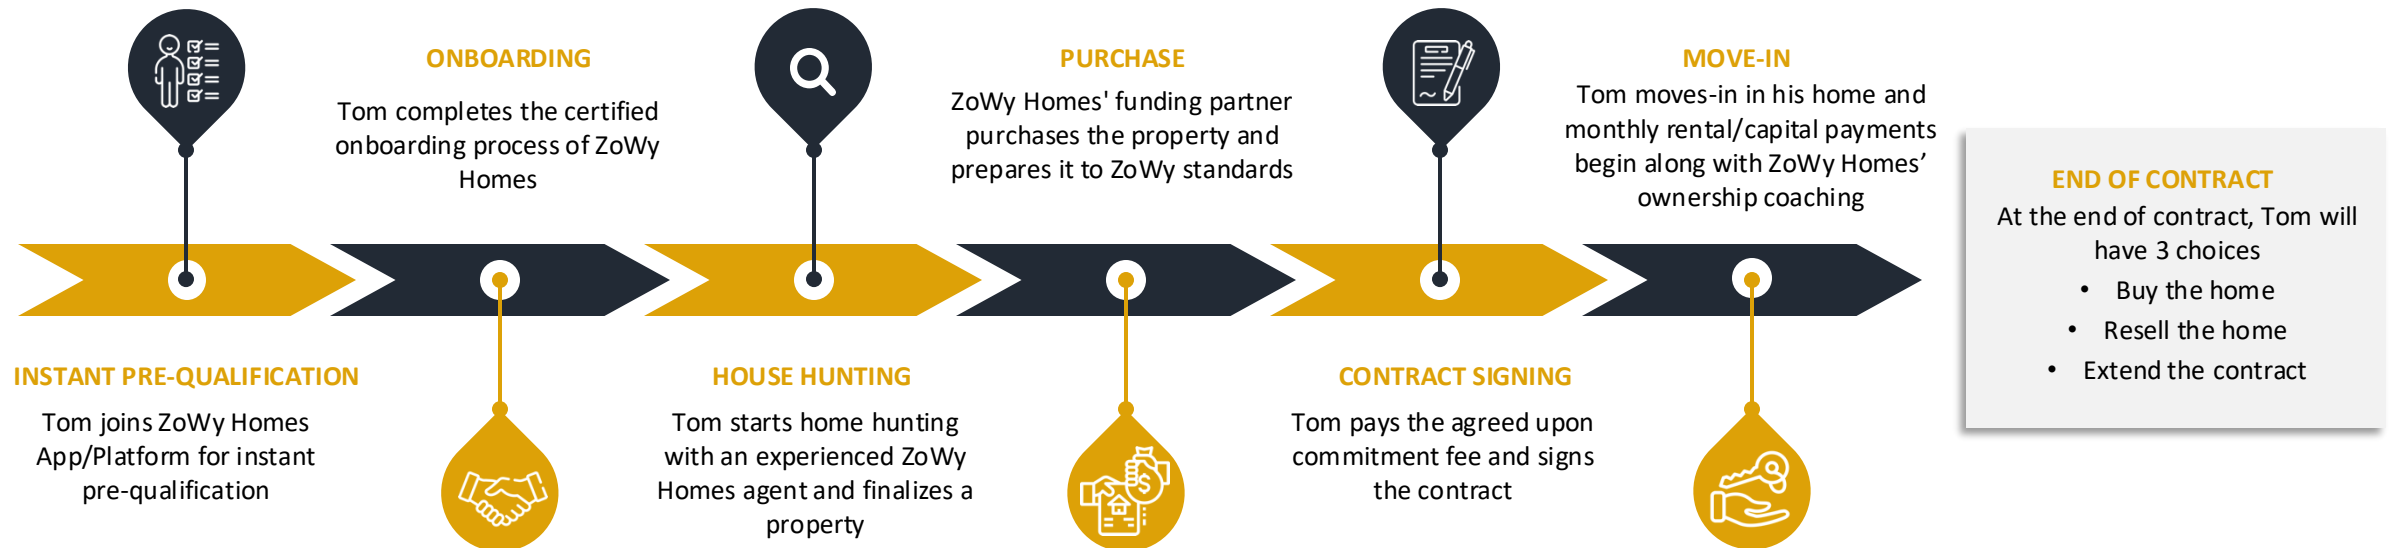 INSTANT PRE-QUALIFICATION
Tom joins ZoWy Homes
App/Platform for instant
pre-qualification
ONBOARDING
Tom completes the certified
onboarding process of ZoWy
Homes
HOUSE HUNTING
Tom starts home hunting
with an experienced ZoWy
Homes agent and finalizes a
property
PURCHASE
ZoWy Homes' funding partner
purchases the property and
prepares it to ZoWy standards
CONTRACT SIGNING
Tom pays the agreed upon
commitment fee and signs
the contract
MOVE-IN
Tom moves-in in his home and
monthly rental/capital payments
begin along with ZoWy Homes’
ownership coaching
END OF CONTRACT
At the end of contract, Tom will
have 3 choices
• Buy the home
• Resell the home
• Extend the contract